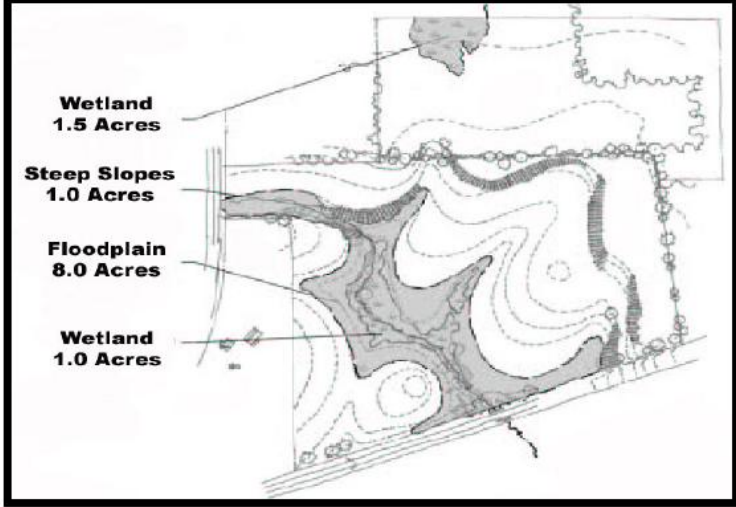 Wetland
1.5 Acres
Steep Slopes
1.0 Acres
Floodplain
8.0 Acres
Wetland
1.0 Acres